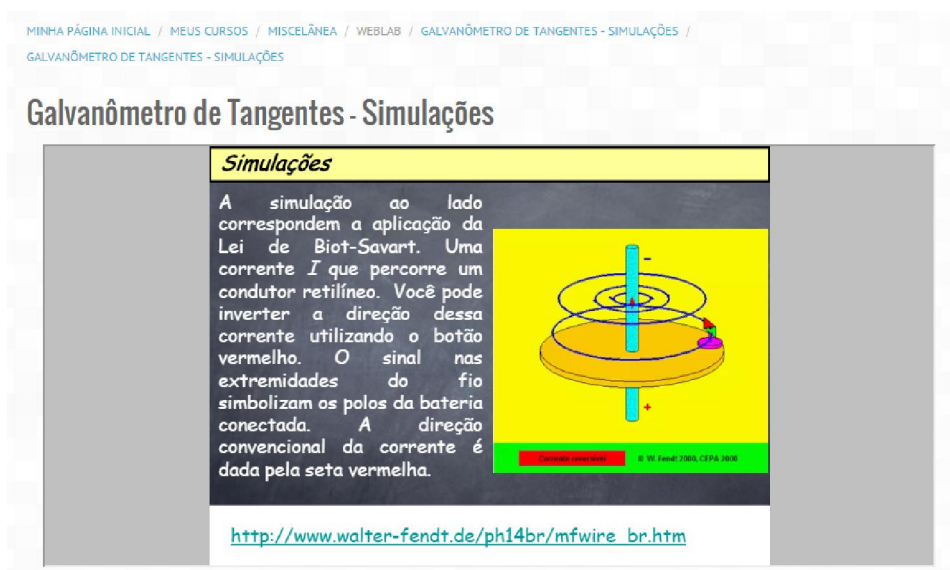 MINHA PÁGINA INICIAL / MEUS CURSOS / MISCELÂNEA / WEBLAB / GALVANÔMETRO DE TANGENTES - SIMULAÇÕES /
GALVANÔMETRO DE TANGENTES - SIMULAÇÕES
Galvanômetro de Tangentes - Simulações
Simulações
A simulação ao lado
correspondem a aplicação da
Lei de Biot-Savart. Uma
corrente I que percorre um
condutor retilíneo. Você pode
inverter a direção dessa
corrente utilizando o botão
vermelho. O sinal nas
extremidades do fio
simbolizam os polos da bateria
conectada. A direção
convencional da corrente é
dada pela seta vermelha.
-
+
Corrente reversível
© W. Fendt 2000, CEPA 2000
http://www.walter-fendt.de/ph14br/mfwire_br.htm